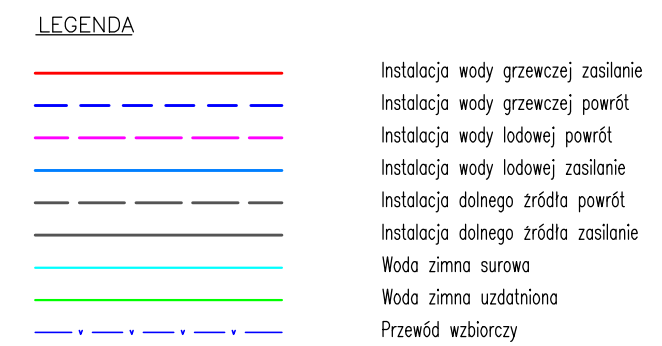 LEGENDA
Instalacja wody grzewczej zasilanie
Instalacja wody grzewczej powrót
Instalacja wody lodowej powrót
Instalacja wody lodowej zasilanie
Instalacja dolnego źródła powrót
Instalacja dolnego źródła zasilanie
Woda zimna surowa
Woda zimna uzdatniona
Przewód wzbiorczy